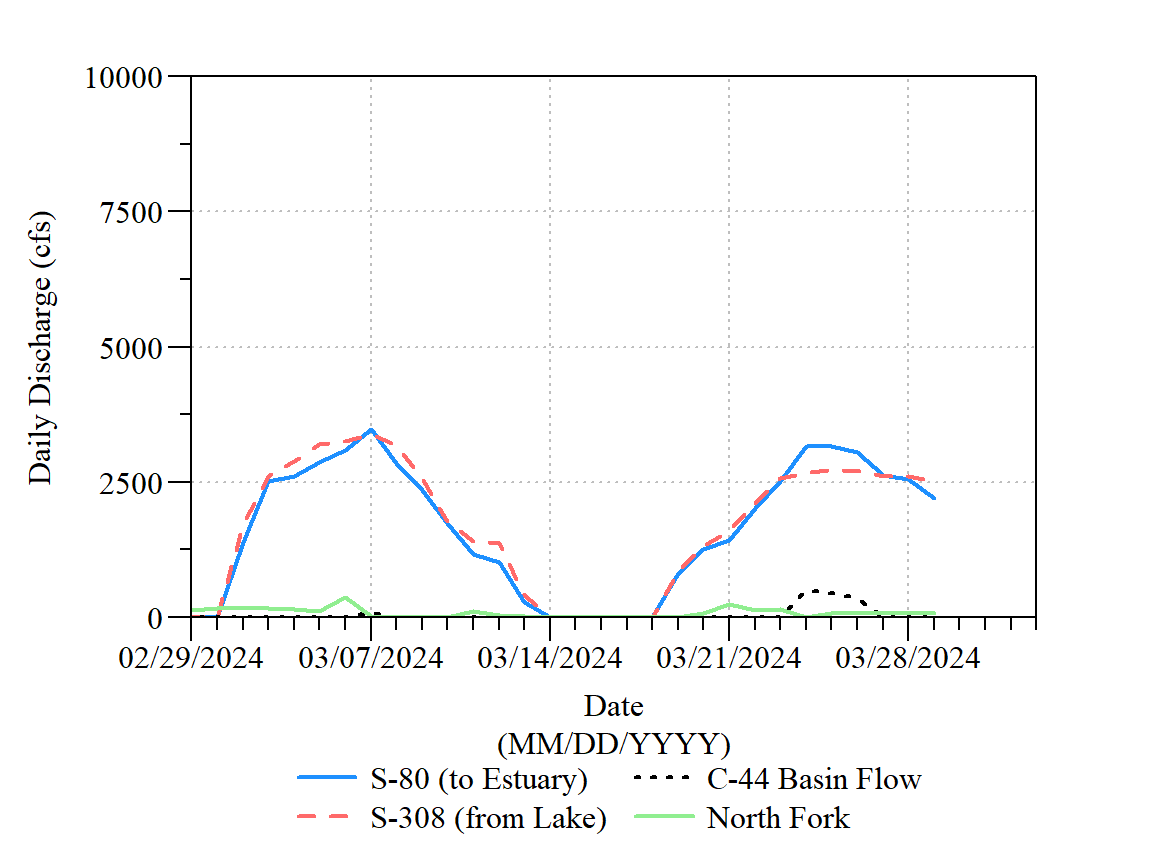 10000
7500
5000
2500
0
Daily Discharge (cfs)
02/29/2024 03/07/2024 03/14/2024 03/21/2024 03/28/2024
Date
(MM/DD/YYYY)
S-80 (to Estuary) C-44 Basin Flow
S-308 (from Lake) North Fork